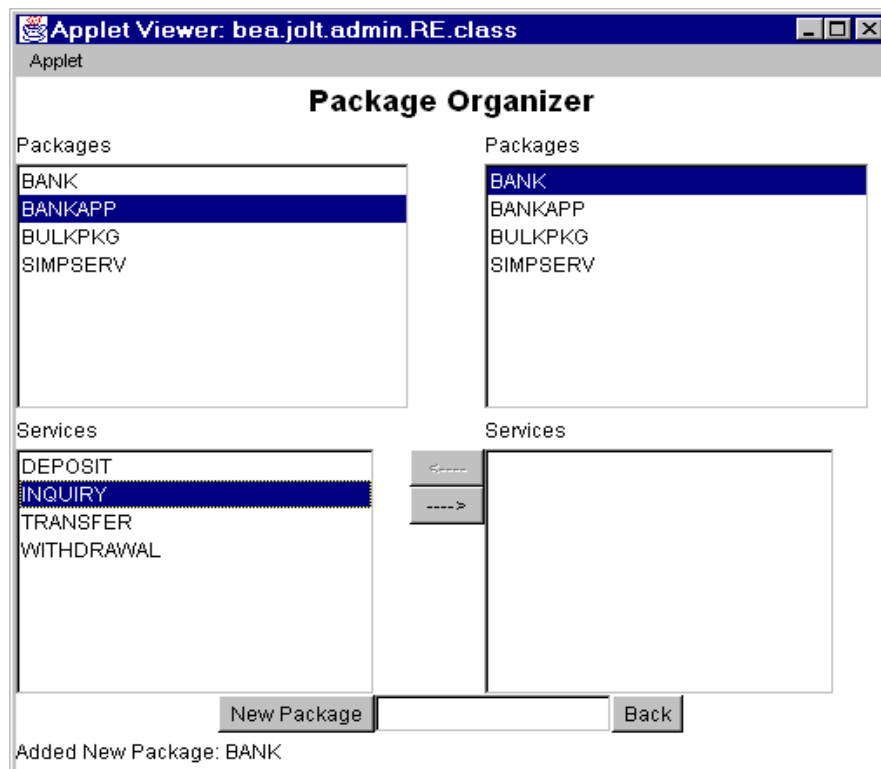 Applet Viewer: bea.jolt.admin.RE.class
Applet
Package Organizer
Packages
BANK
BANKAPP
BULKPKG
SIMPSERV
Packages
BANK
BANKAPP
BULKPKG
SIMPSERV
Services
DEPOSIT
INQUIRY
TRANSFER
WITHDRAWAL
<----
---->
Services
New Package
Back
Added New Package: BANK